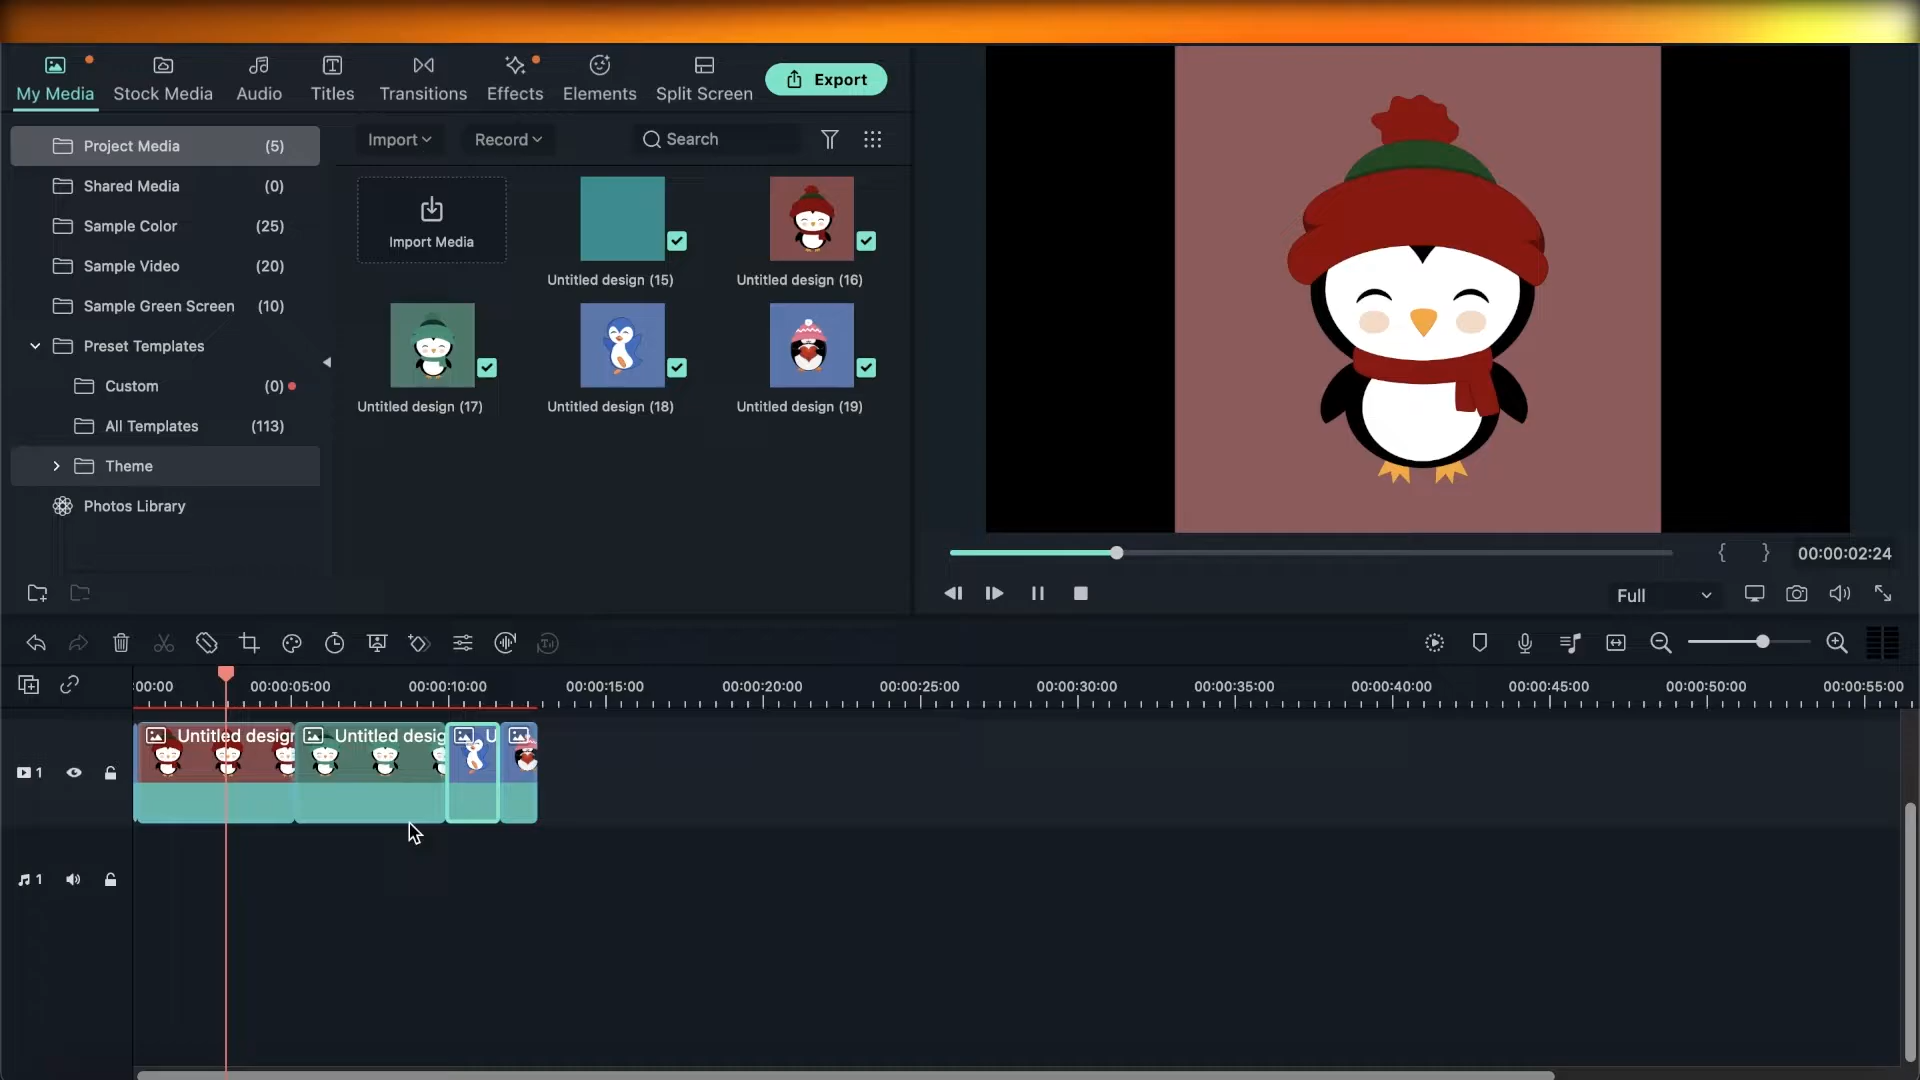 My Media
Stock Media
Audio
Titles
Transitions
Effects
Elements
Split Screen
Export
Project Media (5)
Shared Media (0)
Sample Color (25)
Sample Video (20)
Sample Green Screen (10)
Preset Templates
Custom (0)
All Templates (113)
Theme
Photos Library
Import
Record
Search
Import Media
Untitled design (15)
Untitled design (16)
Untitled design (17)
Untitled design (18)
Untitled design (19)
00:00:02:24
Full
:00:00
00:00:05:00
00:00:10:00
00:00:15:00
00:00:20:00
00:00:25:00
00:00:30:00
00:00:35:00
00:00:40:00
00:00:45:00
00:00:50:00
00:00:55:00
Untitled design
Untitled desig
U
1
1